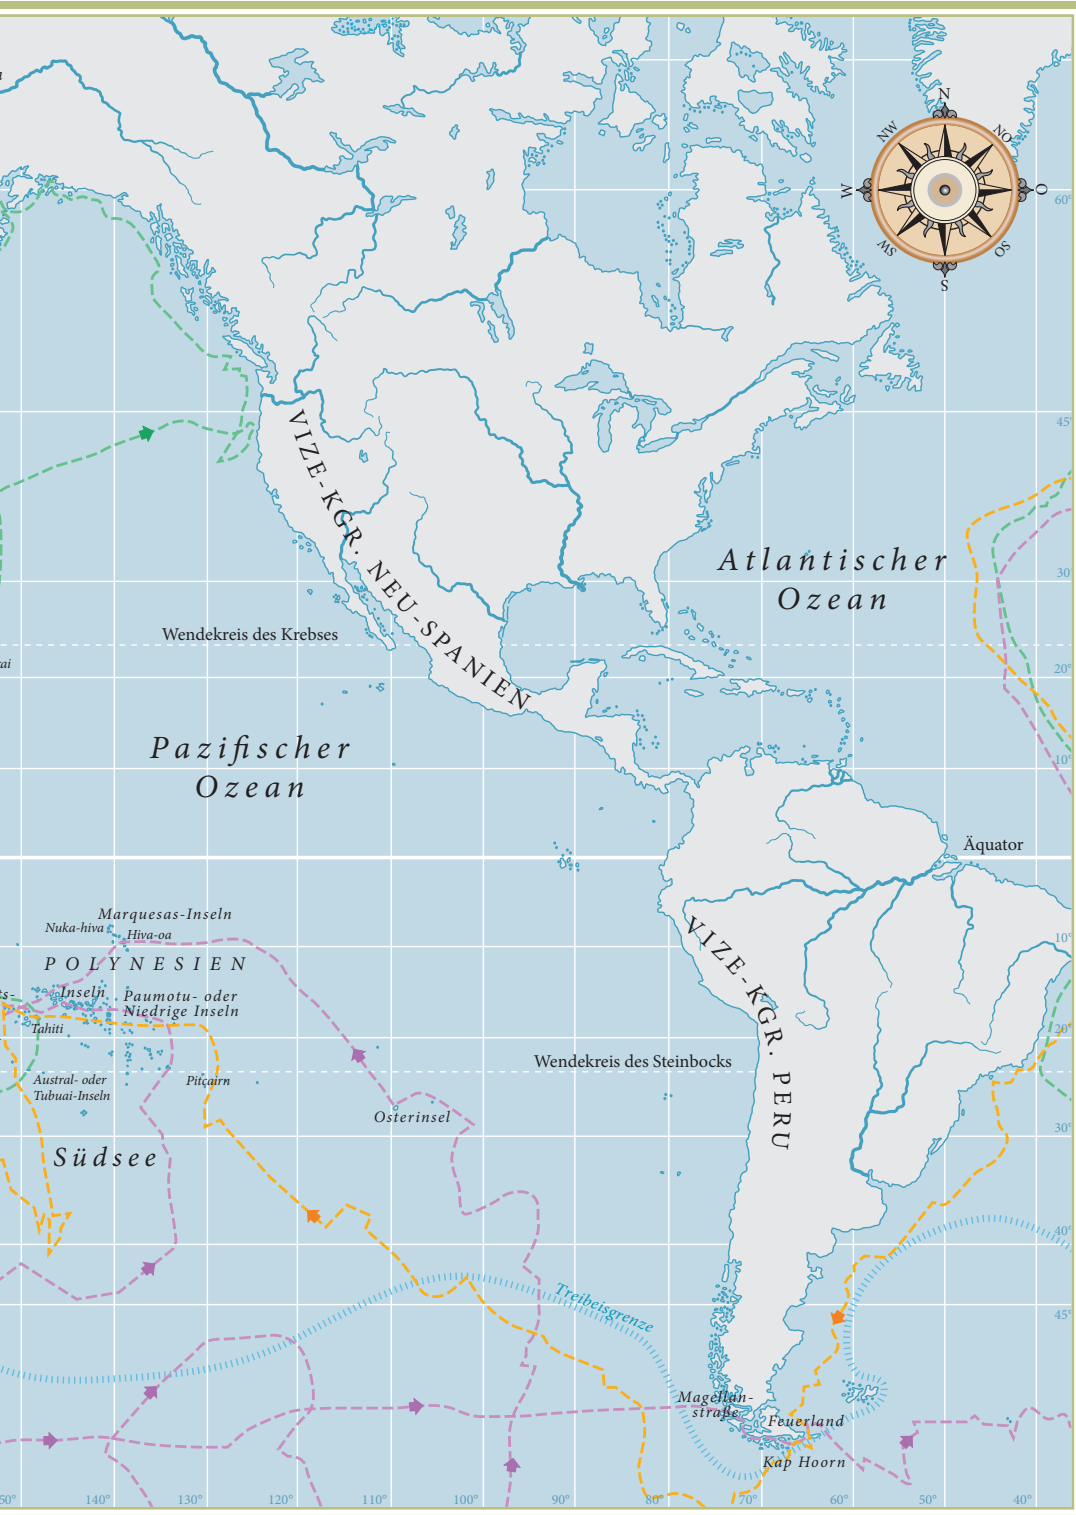 N
NO
O
SO
S
SW
W
NW
60°
45°
VIZE-KGR. NEU-SPANIEN
Atlantischer
Ozean
30
Wendekreis des Krebses
20°
Pazifischer
Ozean
10°
Äquator
Marquesas-Inseln
Nuka-hiva
Hiva-oa
POLYNESIEN
10°
VIZE-KGR. PERU
Inseln
Paumotu- oder
Niedrige Inseln
Tahiti
20°
Wendekreis des Steinbocks
Austral- oder
Tubuai-Inseln
Pitcairn
Osterinsel
30°
Südsee
40°
Treibeisgrenze
45°
Magellan-
straße
Feuerland
Kap Hoorn
50°
140°
130°
120°
110°
100°
90°
80°
70°
60°
50°
40°